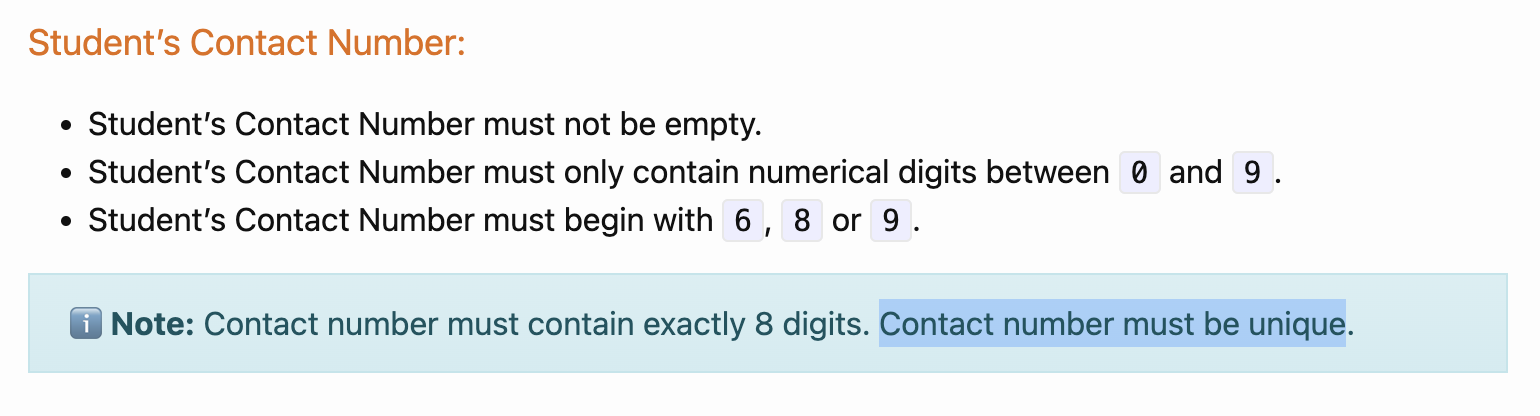 Student’s Contact Number:
• Student’s Contact Number must not be empty.
• Student’s Contact Number must only contain numerical digits between 0 and 9.
• Student’s Contact Number must begin with 6, 8 or 9.
ℹ️ Note: Contact number must contain exactly 8 digits. Contact number must be unique.